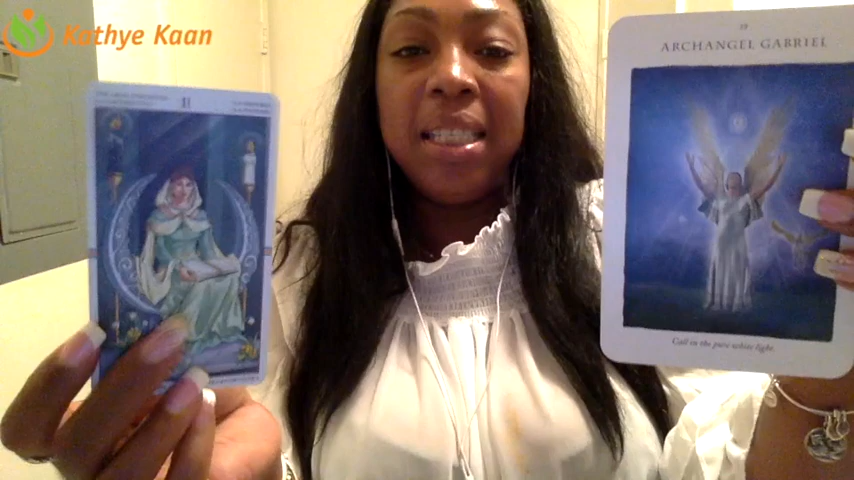 Kathye Kaan
II
19
ARCHANGEL GABRIEL
Call in the pure white light.